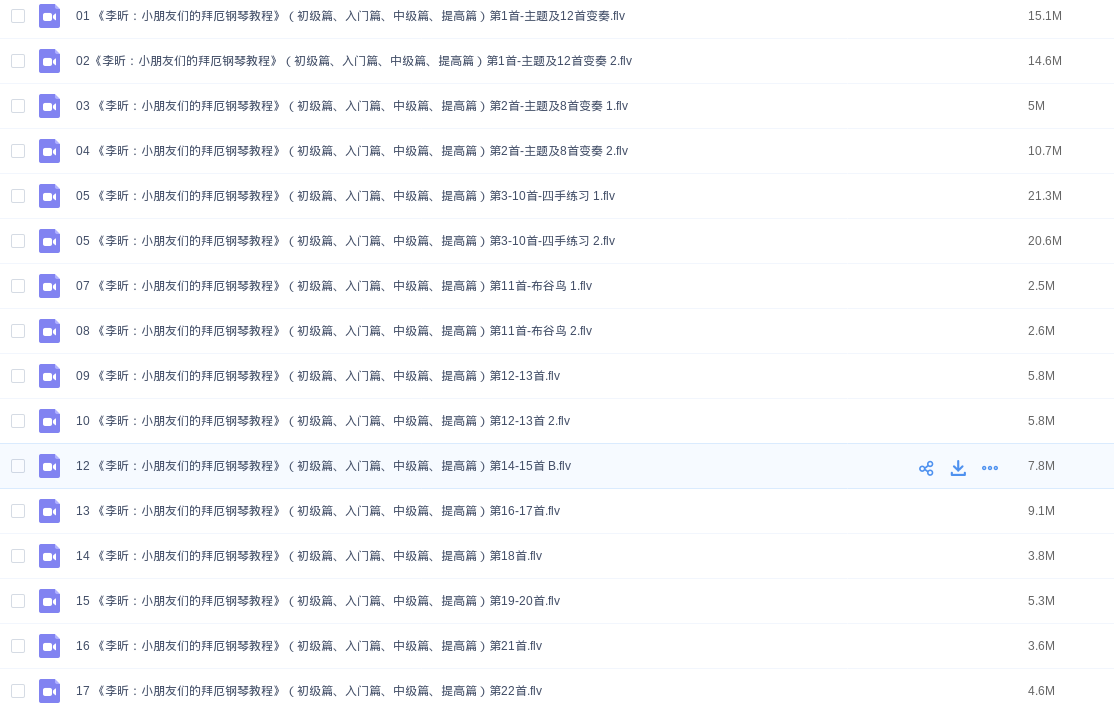 01 《李昕：小朋友们的拜厄钢琴教程》（初级篇、入门篇、中级篇、提高篇）第1首-主题及12首变奏.flv 15.1M
02《李昕：小朋友们的拜厄钢琴教程》（初级篇、入门篇、中级篇、提高篇）第1首-主题及12首变奏 2.flv 14.6M
03 《李昕：小朋友们的拜厄钢琴教程》（初级篇、入门篇、中级篇、提高篇）第2首-主题及8首变奏 1.flv 5M
04 《李昕：小朋友们的拜厄钢琴教程》（初级篇、入门篇、中级篇、提高篇）第2首-主题及8首变奏 2.flv 10.7M
05 《李昕：小朋友们的拜厄钢琴教程》（初级篇、入门篇、中级篇、提高篇）第3-10首-四手练习 1.flv 21.3M
05 《李昕：小朋友们的拜厄钢琴教程》（初级篇、入门篇、中级篇、提高篇）第3-10首-四手练习 2.flv 20.6M
07 《李昕：小朋友们的拜厄钢琴教程》（初级篇、入门篇、中级篇、提高篇）第11首-布谷鸟 1.flv 2.5M
08 《李昕：小朋友们的拜厄钢琴教程》（初级篇、入门篇、中级篇、提高篇）第11首-布谷鸟 2.flv 2.6M
09 《李昕：小朋友们的拜厄钢琴教程》（初级篇、入门篇、中级篇、提高篇）第12-13首.flv 5.8M
10 《李昕：小朋友们的拜厄钢琴教程》（初级篇、入门篇、中级篇、提高篇）第12-13首 2.flv 5.8M
12 《李昕：小朋友们的拜厄钢琴教程》（初级篇、入门篇、中级篇、提高篇）第14-15首 B.flv 7.8M
13 《李昕：小朋友们的拜厄钢琴教程》（初级篇、入门篇、中级篇、提高篇）第16-17首.flv 9.1M
14 《李昕：小朋友们的拜厄钢琴教程》（初级篇、入门篇、中级篇、提高篇）第18首.flv 3.8M
15 《李昕：小朋友们的拜厄钢琴教程》（初级篇、入门篇、中级篇、提高篇）第19-20首.flv 5.3M
16 《李昕：小朋友们的拜厄钢琴教程》（初级篇、入门篇、中级篇、提高篇）第21首.flv 3.6M
17 《李昕：小朋友们的拜厄钢琴教程》（初级篇、入门篇、中级篇、提高篇）第22首.flv 4.6M